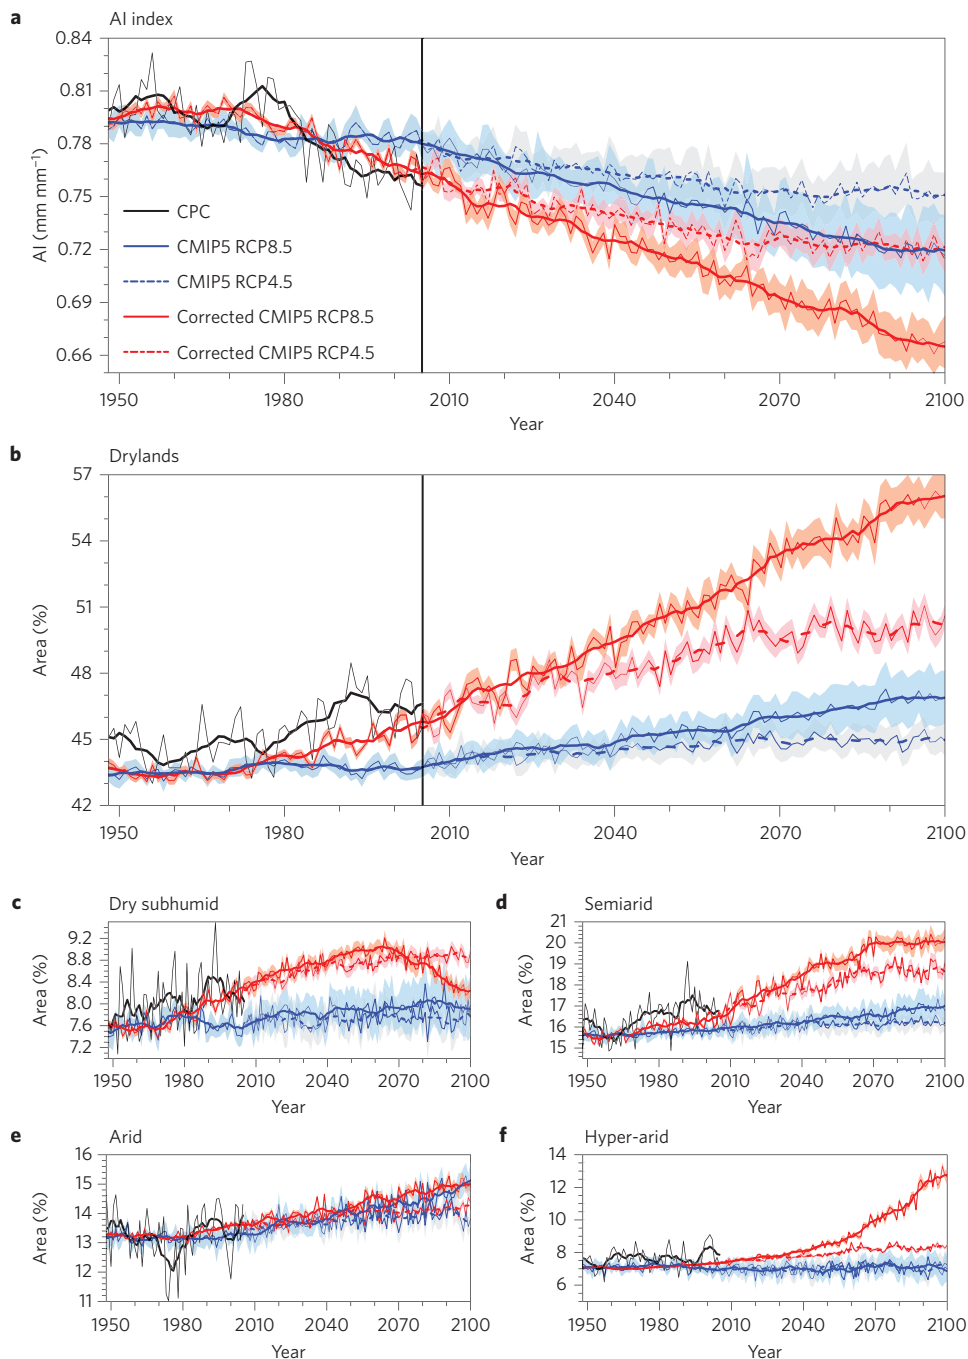 a AI index
0.84
0.81
0.78
0.75
0.72
0.69
0.66
AI (mm mm⁻¹)
CPC
CMIP5 RCP8.5
CMIP5 RCP4.5
Corrected CMIP5 RCP8.5
Corrected CMIP5 RCP4.5
1950 1980 2010 2040 2070 2100
Year
b Drylands
57
54
51
48
45
42
Area (%)
1950 1980 2010 2040 2070 2100
Year
c Dry subhumid
9.2
8.8
8.4
8.0
7.6
7.2
Area (%)
1950 1980 2010 2040 2070 2100
Year
d Semiarid
21
20
19
18
17
16
15
Area (%)
1950 1980 2010 2040 2070 2100
Year
e Arid
16
15
14
13
12
11
Area (%)
1950 1980 2010 2040 2070 2100
Year
f Hyper-arid
14
12
10
8
6
Area (%)
1950 1980 2010 2040 2070 2100
Year